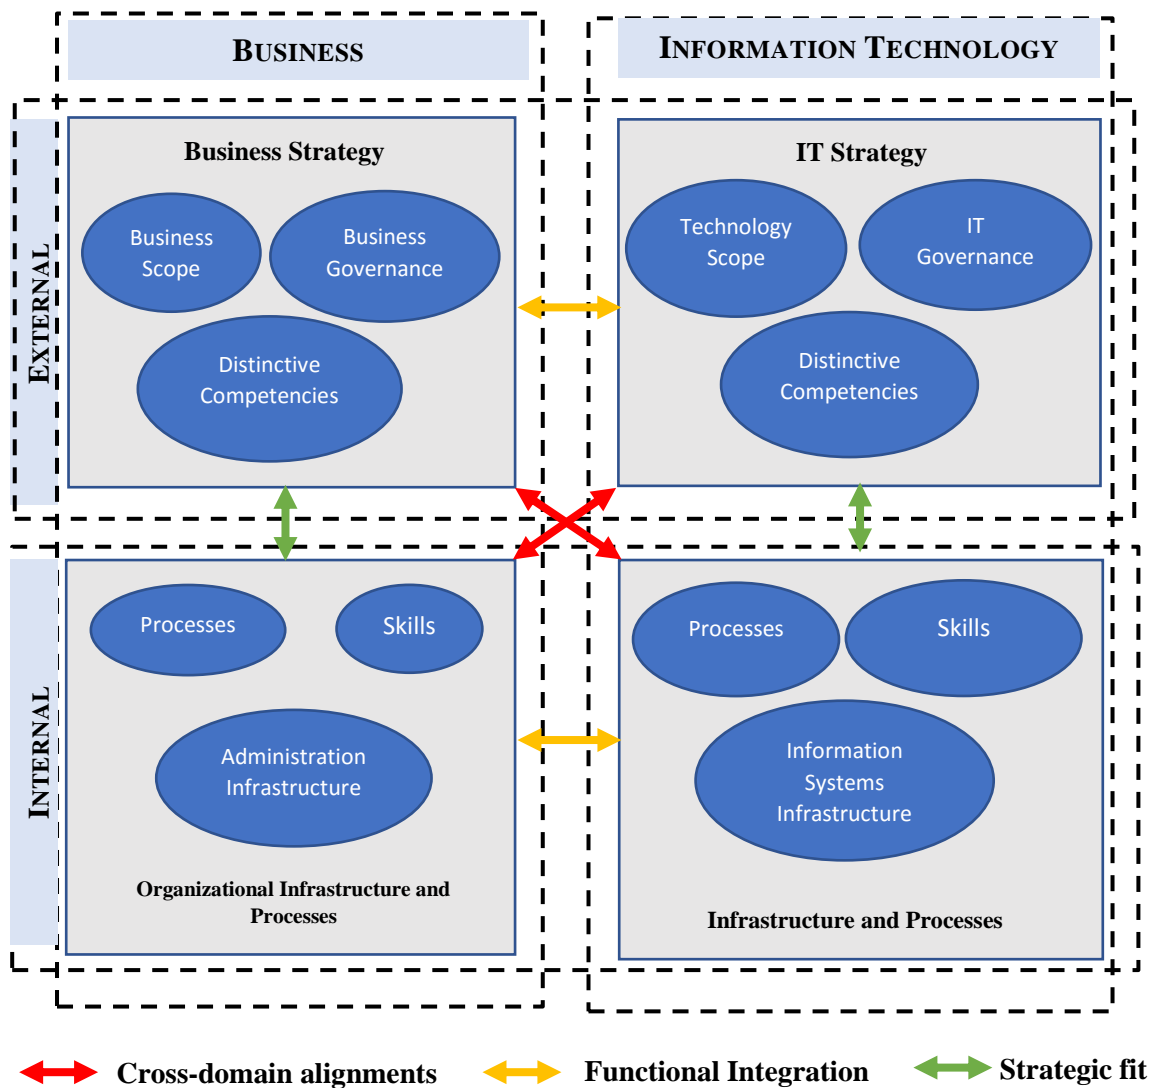 BUSINESS
INFORMATION TECHNOLOGY
EXTERNAL
Business Strategy
Business
Scope
Business
Governance
Distinctive
Competencies
IT Strategy
Technology
Scope
IT
Governance
Distinctive
Competencies
INTERNAL
Processes
Skills
Administration
Infrastructure
Organizational Infrastructure and
Processes
Processes
Skills
Information
Systems
Infrastructure
Infrastructure and Processes
Cross-domain alignments
Functional Integration
Strategic fit